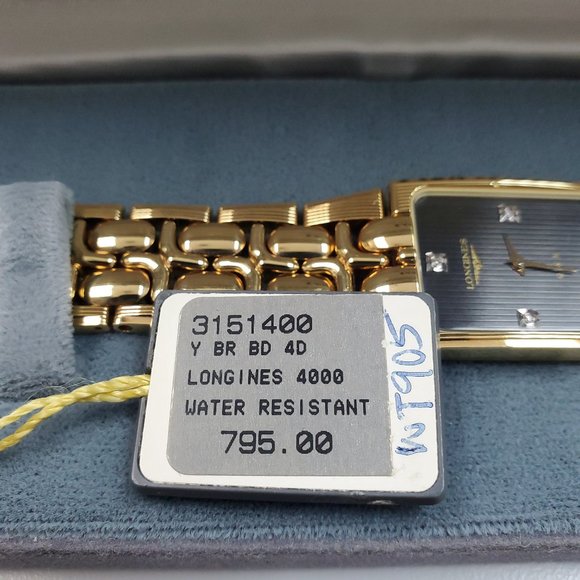 3151400
Y BR BD 4D
LONGINES 4000
WATER RESISTANT
795.00
WT905
LONGINES